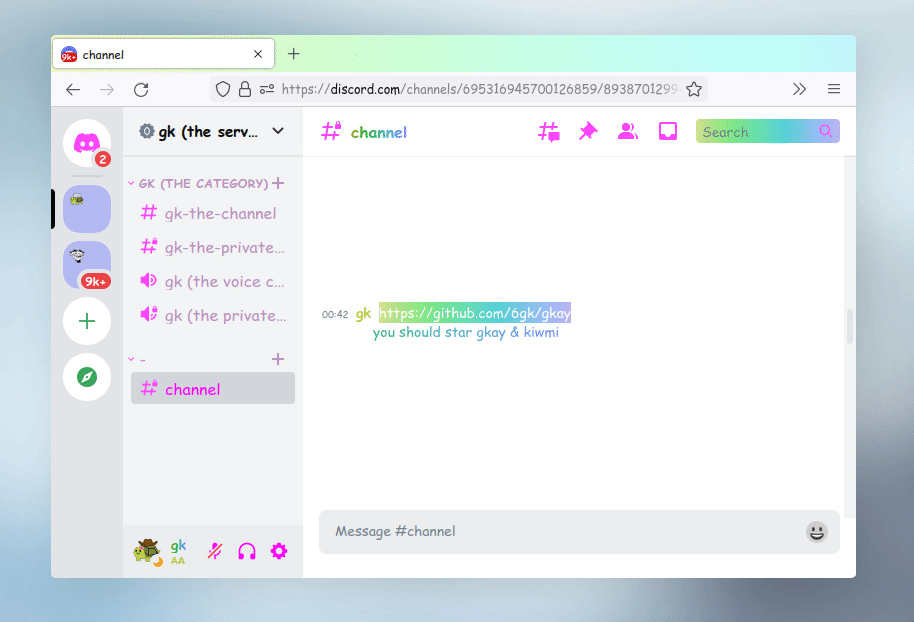 9k+
channel
https://discord.com/channels/695316945700126859/8938701299
2
9k+
gk (the serv...
GK (THE CATEGORY)
gk-the-channel
gk-the-private...
gk (the voice c...
gk (the private...
-
channel
gk
AA
channel
Search
00:42 gk https://github.com/6gk/gkay
you should star gkay & kiwmi
Message #channel